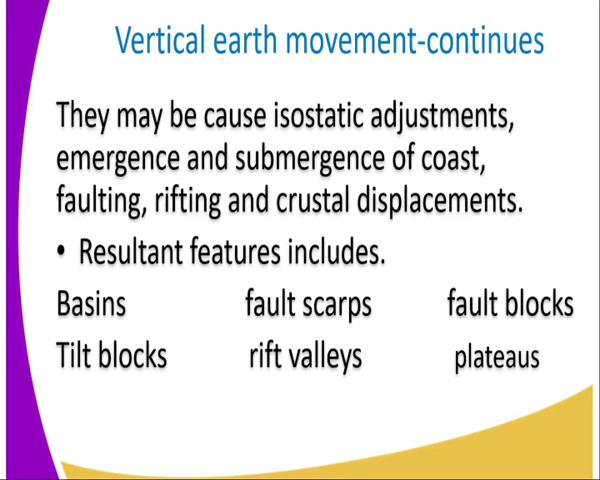 Vertical earth movement-continues
They may be cause isostatic adjustments,
emergence and submergence of coast,
faulting, rifting and crustal displacements.
• Resultant features includes.
Basins fault scarps fault blocks
Tilt blocks rift valleys plateaus